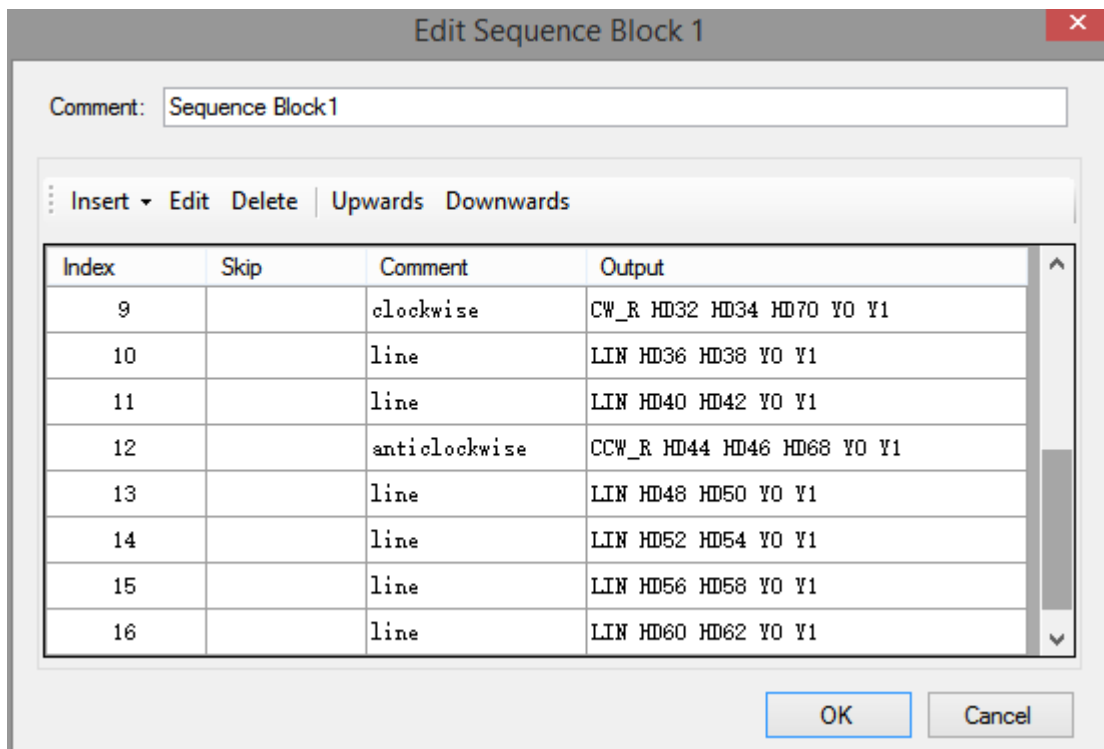 Edit Sequence Block 1
Comment: Sequence Block1
Insert Edit Delete Upwards Downwards
Index Skip Comment Output
9 clockwise CW_R HD32 HD34 HD70 Y0 Y1
10 line LIN HD36 HD38 Y0 Y1
11 line LIN HD40 HD42 Y0 Y1
12 anticlockwise CCW_R HD44 HD46 HD68 Y0 Y1
13 line LIN HD48 HD50 Y0 Y1
14 line LIN HD52 HD54 Y0 Y1
15 line LIN HD56 HD58 Y0 Y1
16 line LIN HD60 HD62 Y0 Y1
OK Cancel